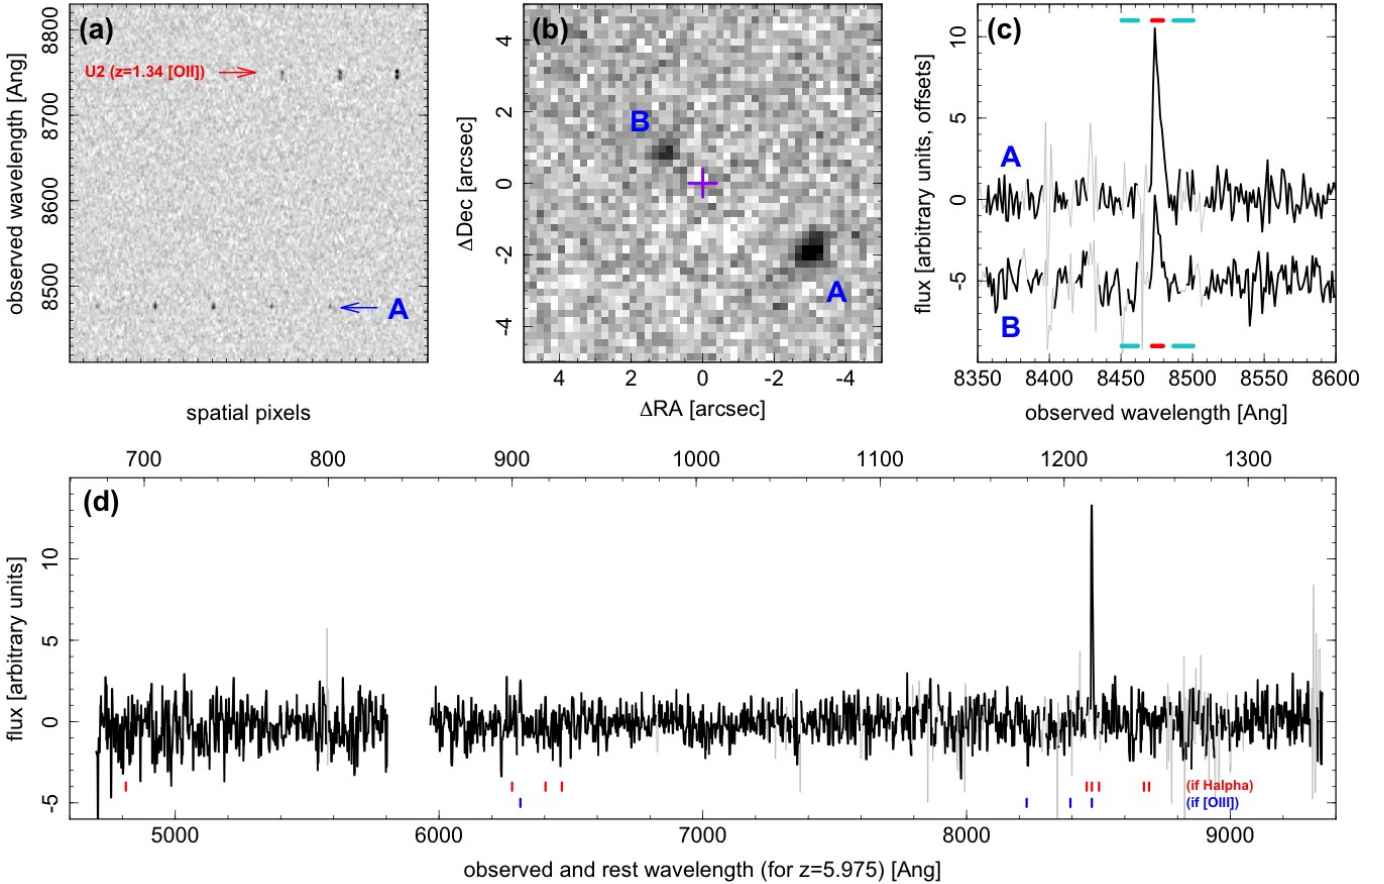 (a)
U2 (z=1.34 [OII])
A
8800
8700
8600
8500
observed wavelength [Ang]
spatial pixels
(b)
B
A
4
2
0
-2
-4
ΔDec [arcsec]
4 2 0 -2 -4
ΔRA [arcsec]
(c)
A
B
10
5
0
-5
flux [arbitrary units, offsets]
8350 8400 8450 8500 8550 8600
observed wavelength [Ang]
700 800 900 1000 1100 1200 1300
(d)
10
5
0
-5
flux [arbitrary units]
(if Halpha)
(if [OIII])
5000 6000 7000 8000 9000
observed and rest wavelength (for z=5.975) [Ang]